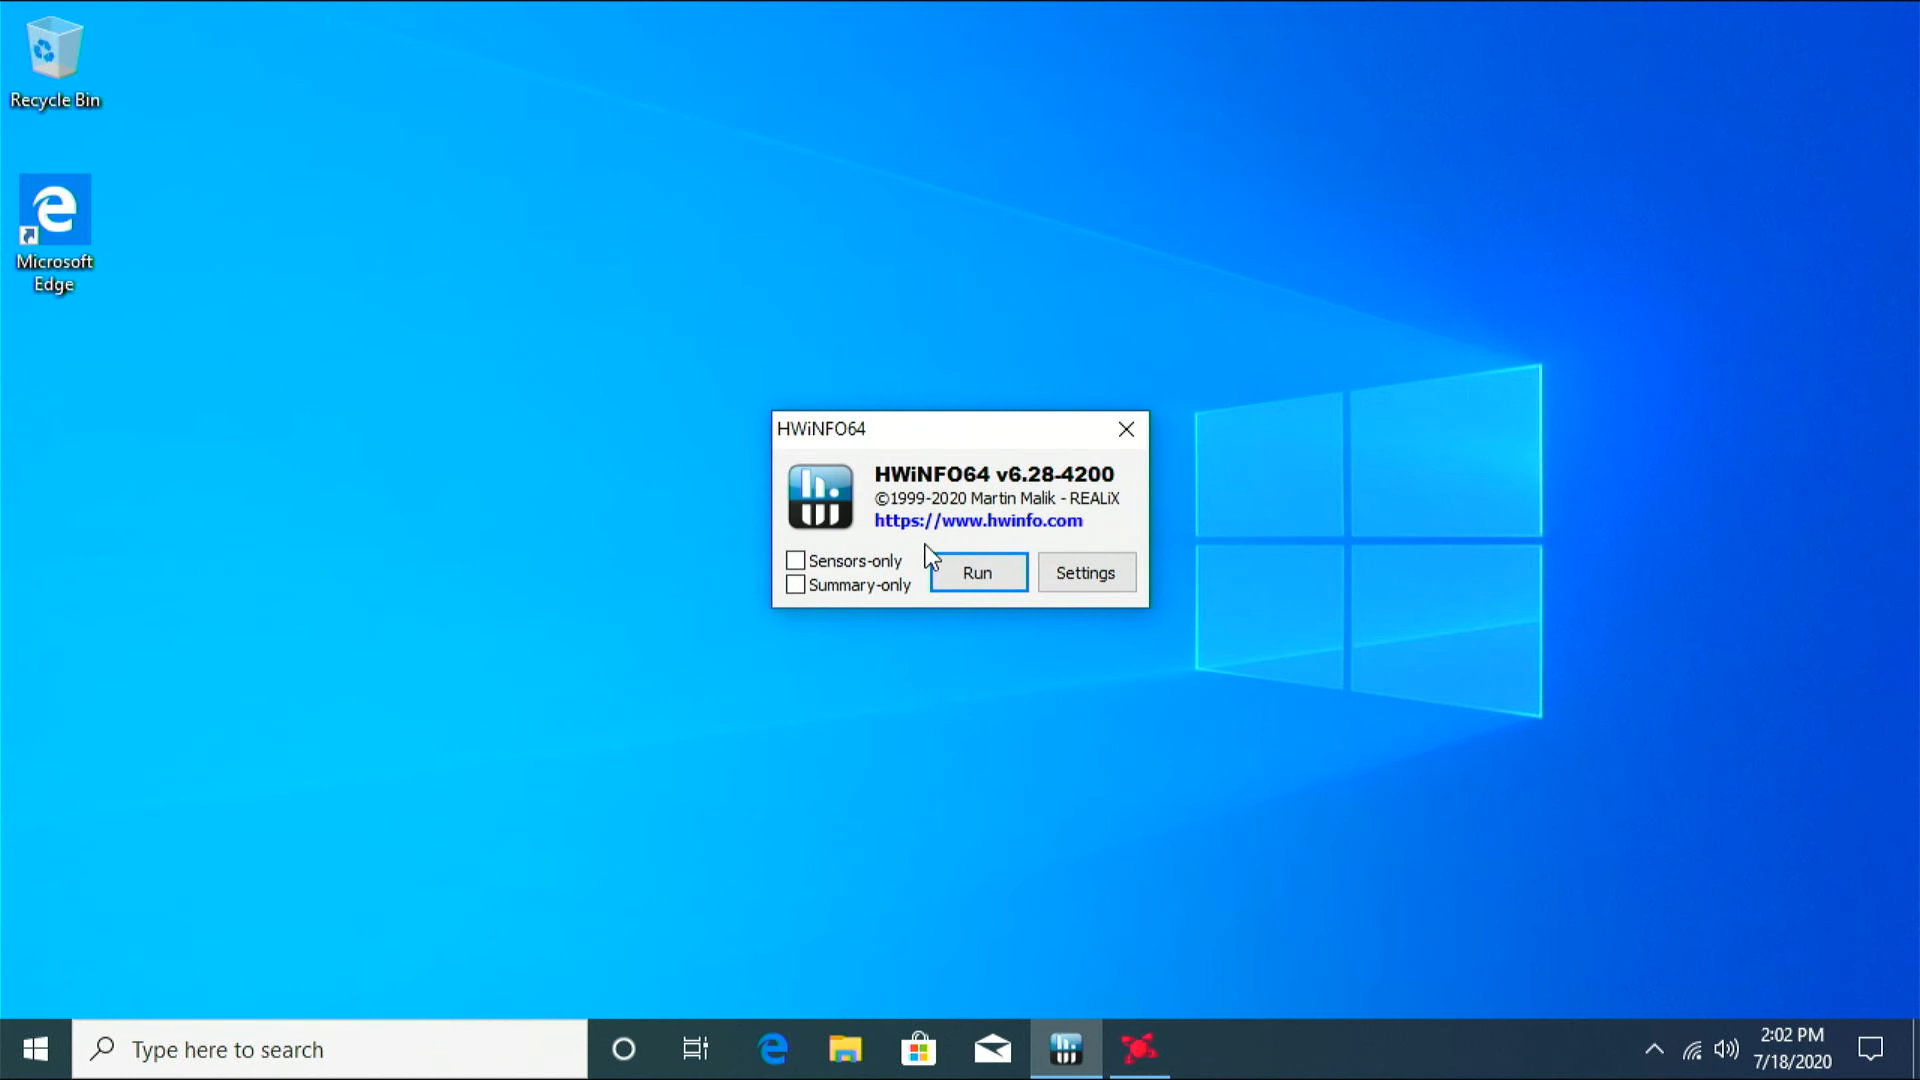 Recycle Bin
Microsoft
Edge
HWiNFO64
HWiNFO64 v6.28-4200
©1999-2020 Martin Malik - REALiX
https://www.hwinfo.com
Sensors-only
Summary-only
Run
Settings
Type here to search
2:02 PM
7/18/2020